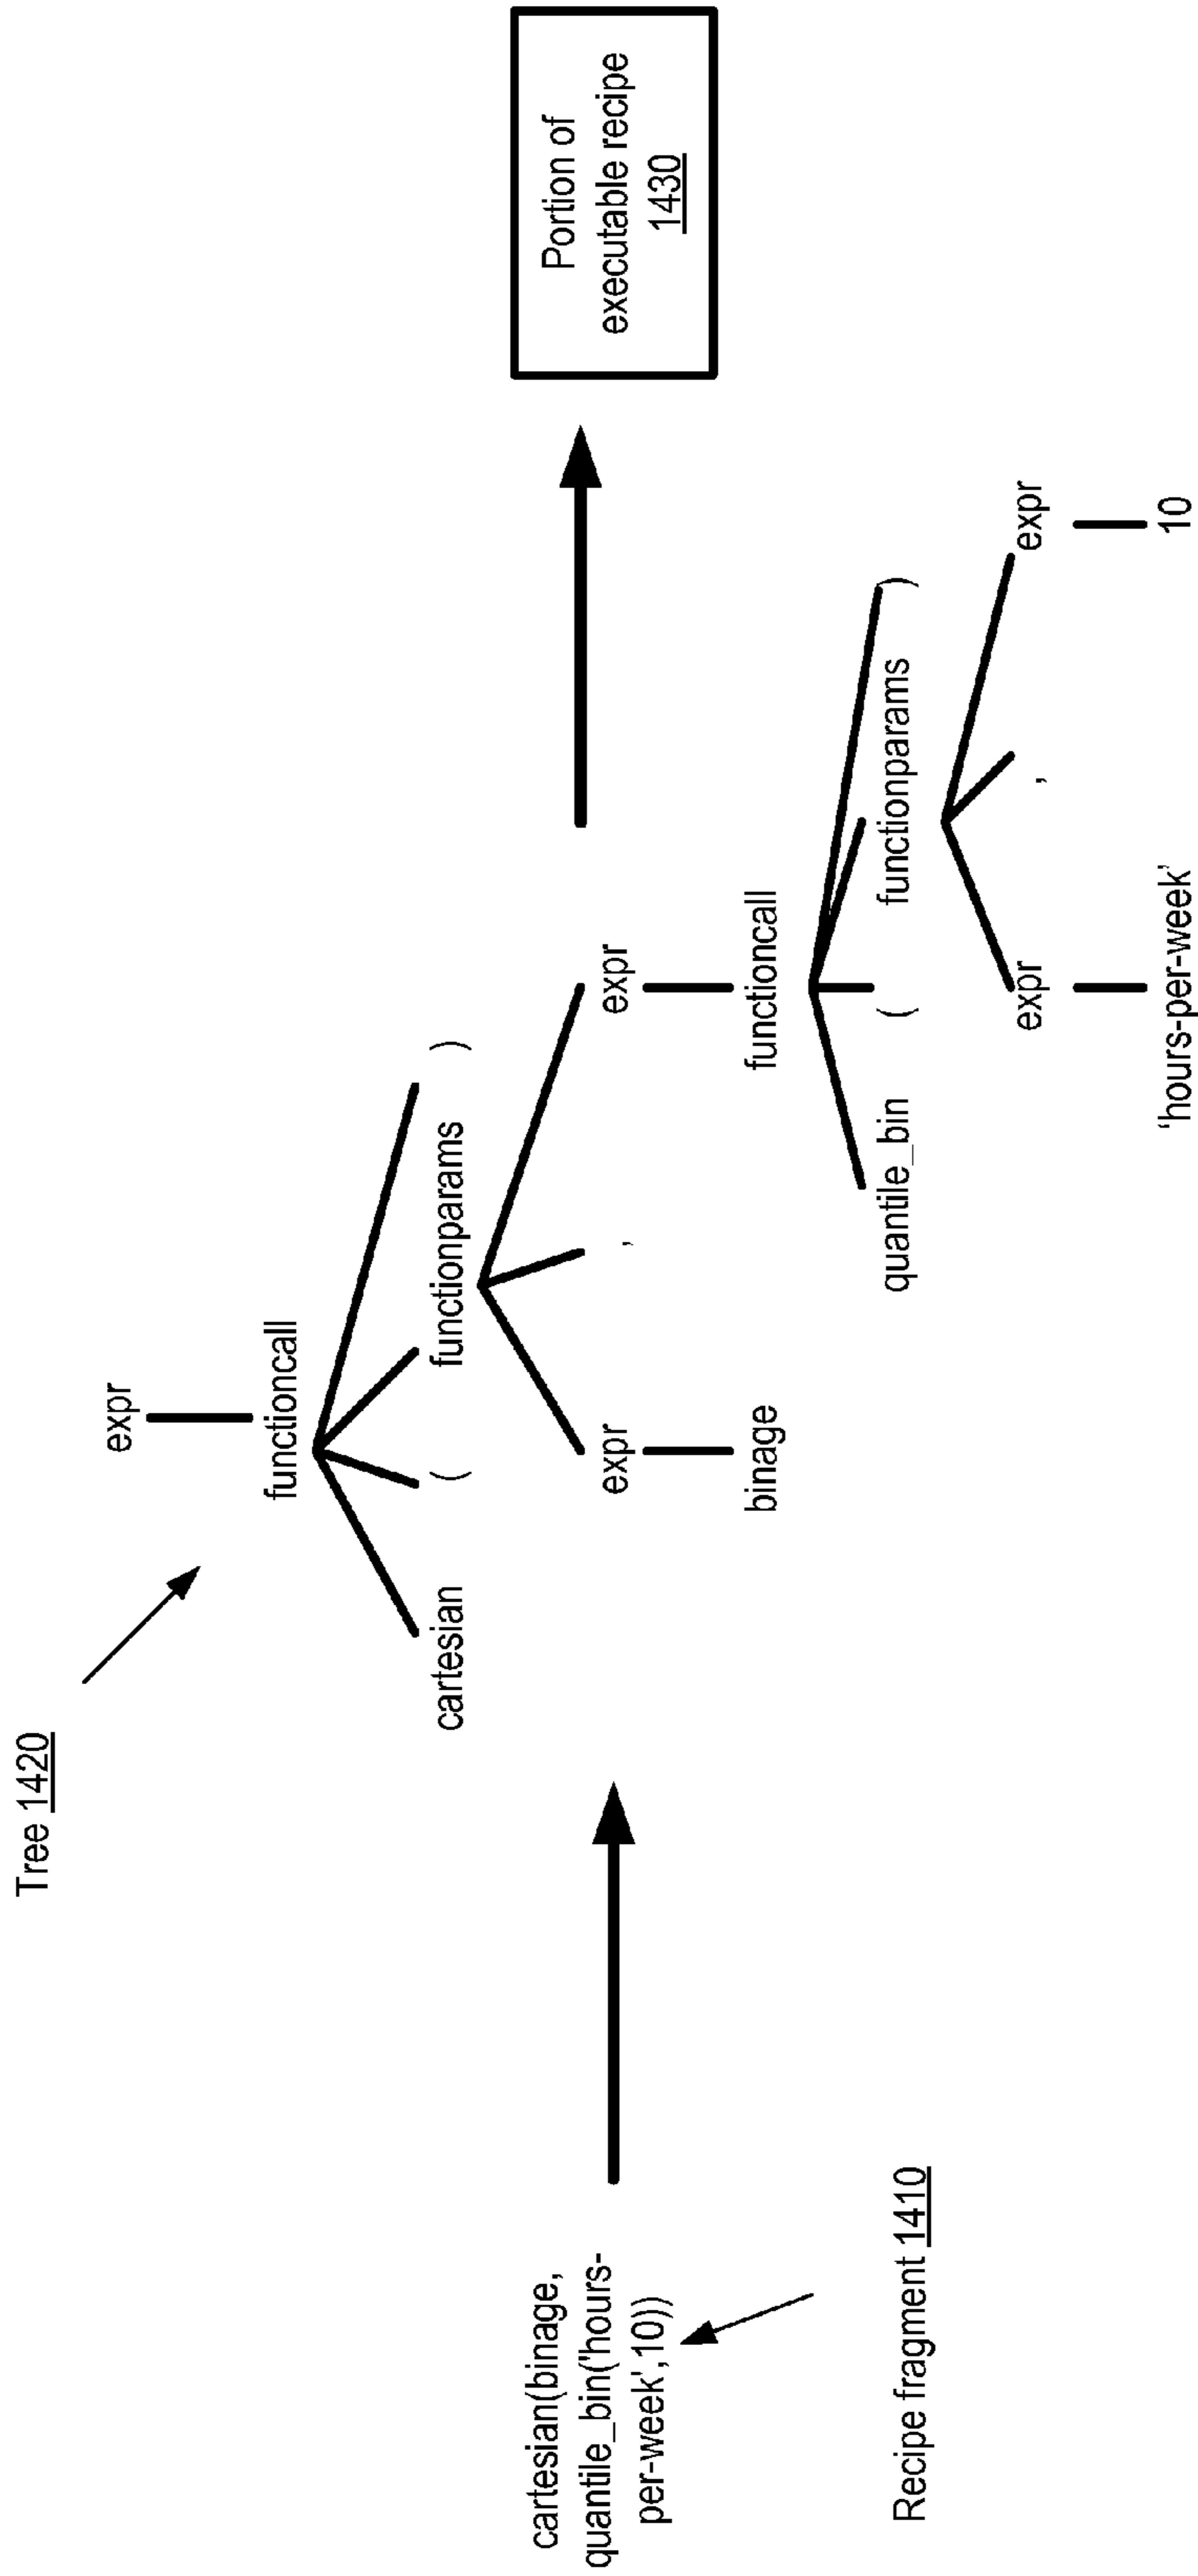 Tree 1420
expr
functioncall
cartesian ( functionparams )
expr , expr
binage functioncall
quantile_bin ( functionparams )
expr , expr
‘hours-per-week’ 10
cartesian(binage,
quantile_bin('hours-
per-week',10))
Recipe fragment 1410
Portion of
executable recipe
1430